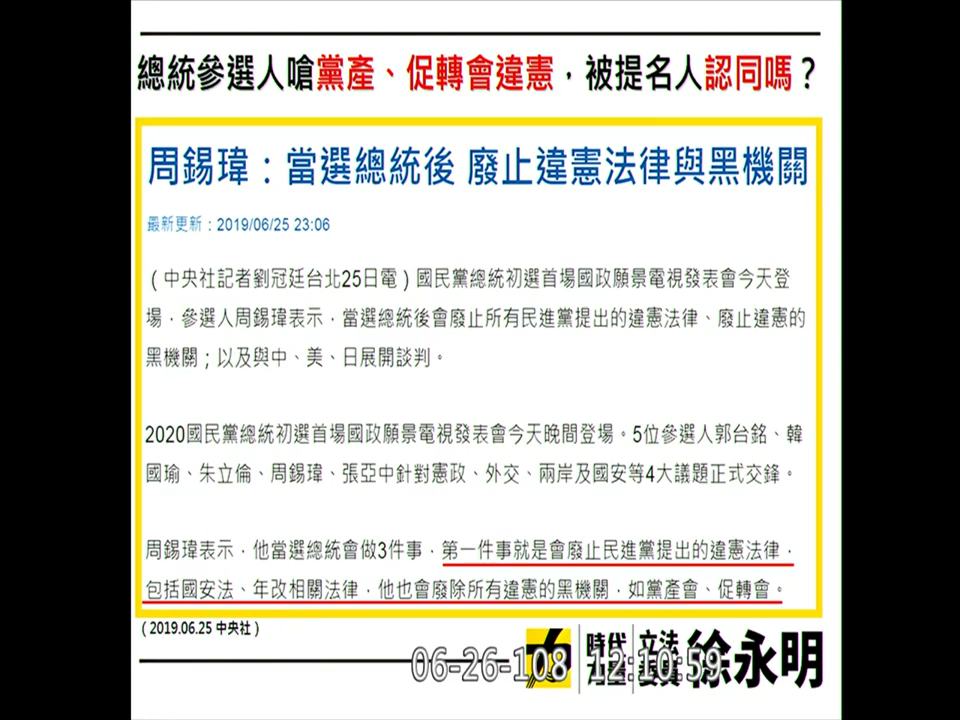 總統參選人嗆黨產、促轉會違憲，被提名人認同嗎？
周錫瑋：當選總統後 廢止違憲法律與黑機關
最新更新：2019/06/25 23:06
（中央社記者劉冠廷台北25日電）國民黨總統初選首場國政願景電視發表會今天登
場，參選人周錫瑋表示，當選總統後會廢止所有民進黨提出的違憲法律、廢止違憲的
黑機關；以及與中、美、日展開談判。
2020國民黨總統初選首場國政願景電視發表會今天晚間登場。5位參選人郭台銘、韓
國瑜、朱立倫、周錫瑋、張亞中針對憲政、外交、兩岸及國安等4大議題正式交鋒。
周錫瑋表示，他當選總統會做3件事，第一件事就是會廢止民進黨提出的違憲法律，
包括國安法、年改相關法律，他也會廢除所有違憲的黑機關，如黨產會、促轉會。
（2019.06.25 中央社）
時代力量 立法委員 徐永明
06-26-108 12:10:59